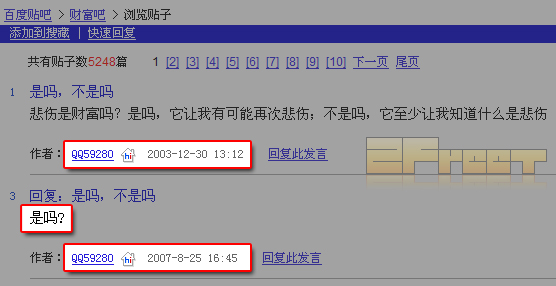 百度贴吧 > 财富吧 > 浏览贴子
添加到搜藏 | 快速回复
共有贴子数5248篇 1 [2] [3] [4] [5] [6] [7] [8] [9] [10] 下一页 尾页
1 是吗，不是吗
悲伤是财富吗？是吗，它让我有可能再次悲伤；不是吗，它至少让我知道什么是悲伤
作者：QQ59280 hi 2003-12-30 13:12 回复此发言
3 回复：是吗，不是吗
是吗?
作者：QQ59280 hi 2007-8-25 16:45 回复此发言